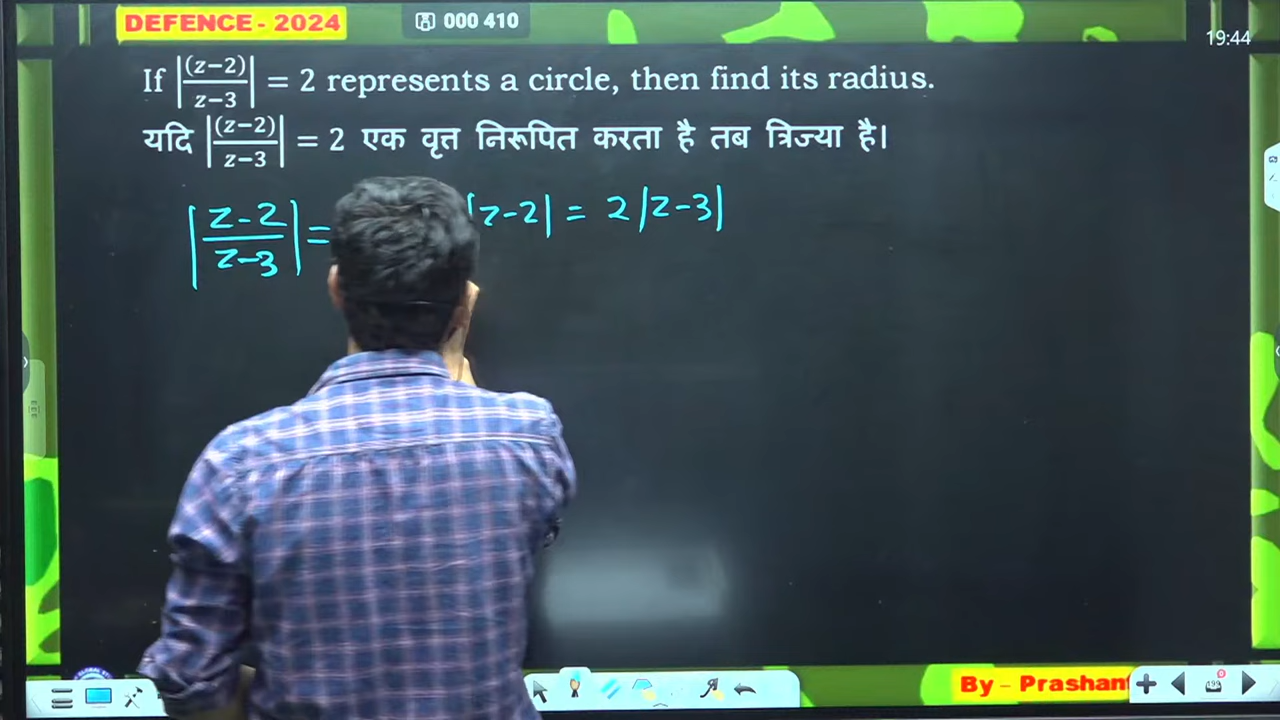 DEFENCE - 2024
000 410
19:44
If |(z−2)/z−3| = 2 represents a circle, then find its radius.
यदि |(z−2)/z−3| = 2 एक वृत्त निरूपित करता है तब त्रिज्या है।
|z-2/z-3| = |z-2| = 2|z-3|
By – Prashant